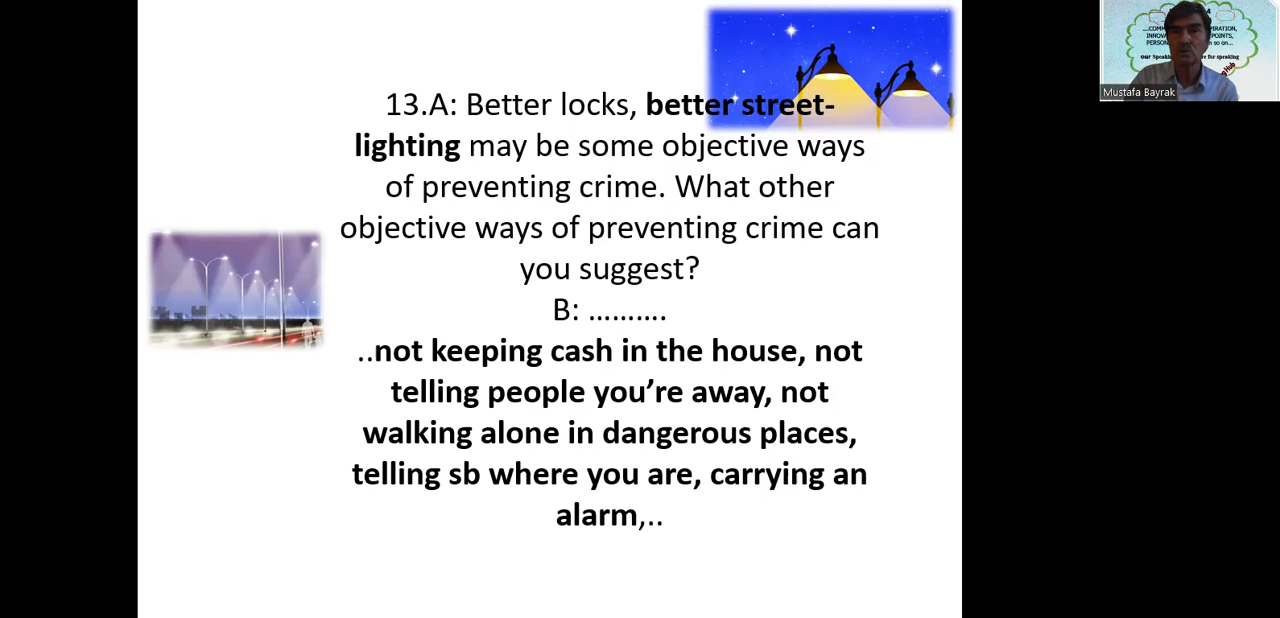 13.A: Better locks, better street-
lighting may be some objective ways
of preventing crime. What other
objective ways of preventing crime can
you suggest?
B: ……….
..not keeping cash in the house, not
telling people you’re away, not
walking alone in dangerous places,
telling sb where you are, carrying an
alarm,..
Mustafa Bayrak